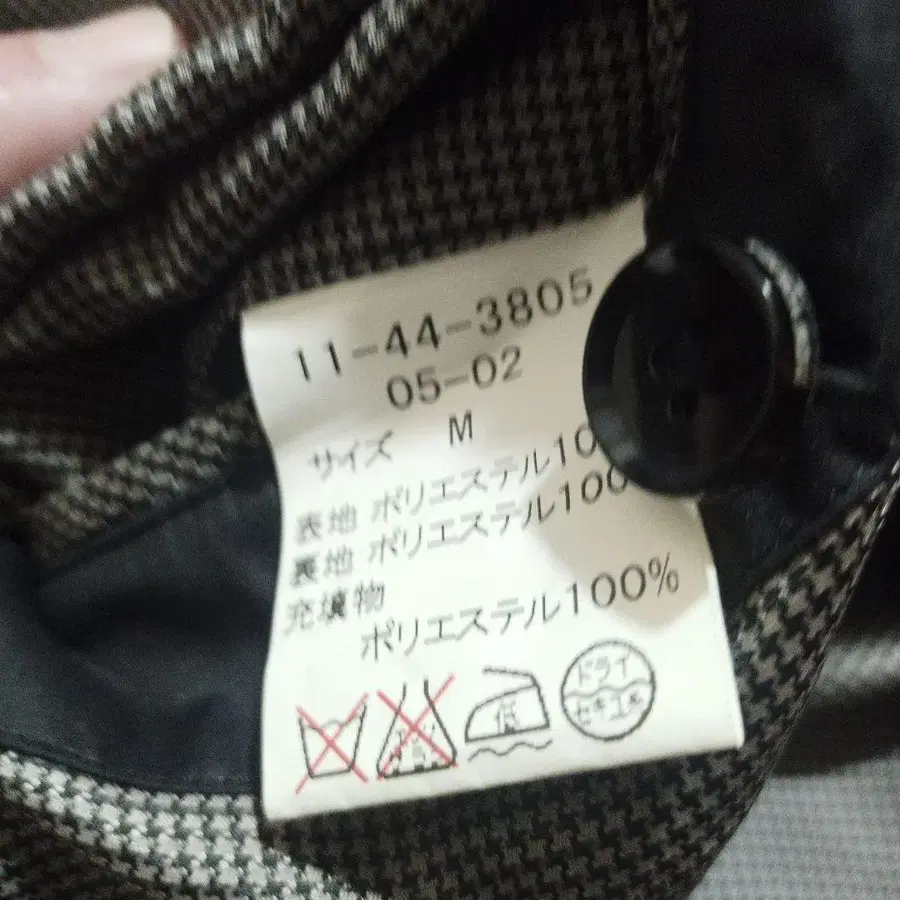 11-44-3805
05-02
サイズ M
表地 ポリエステル10
裏地 ポリエステル100
充填物
ポリエステル100%
低
ドライ
セキユ系